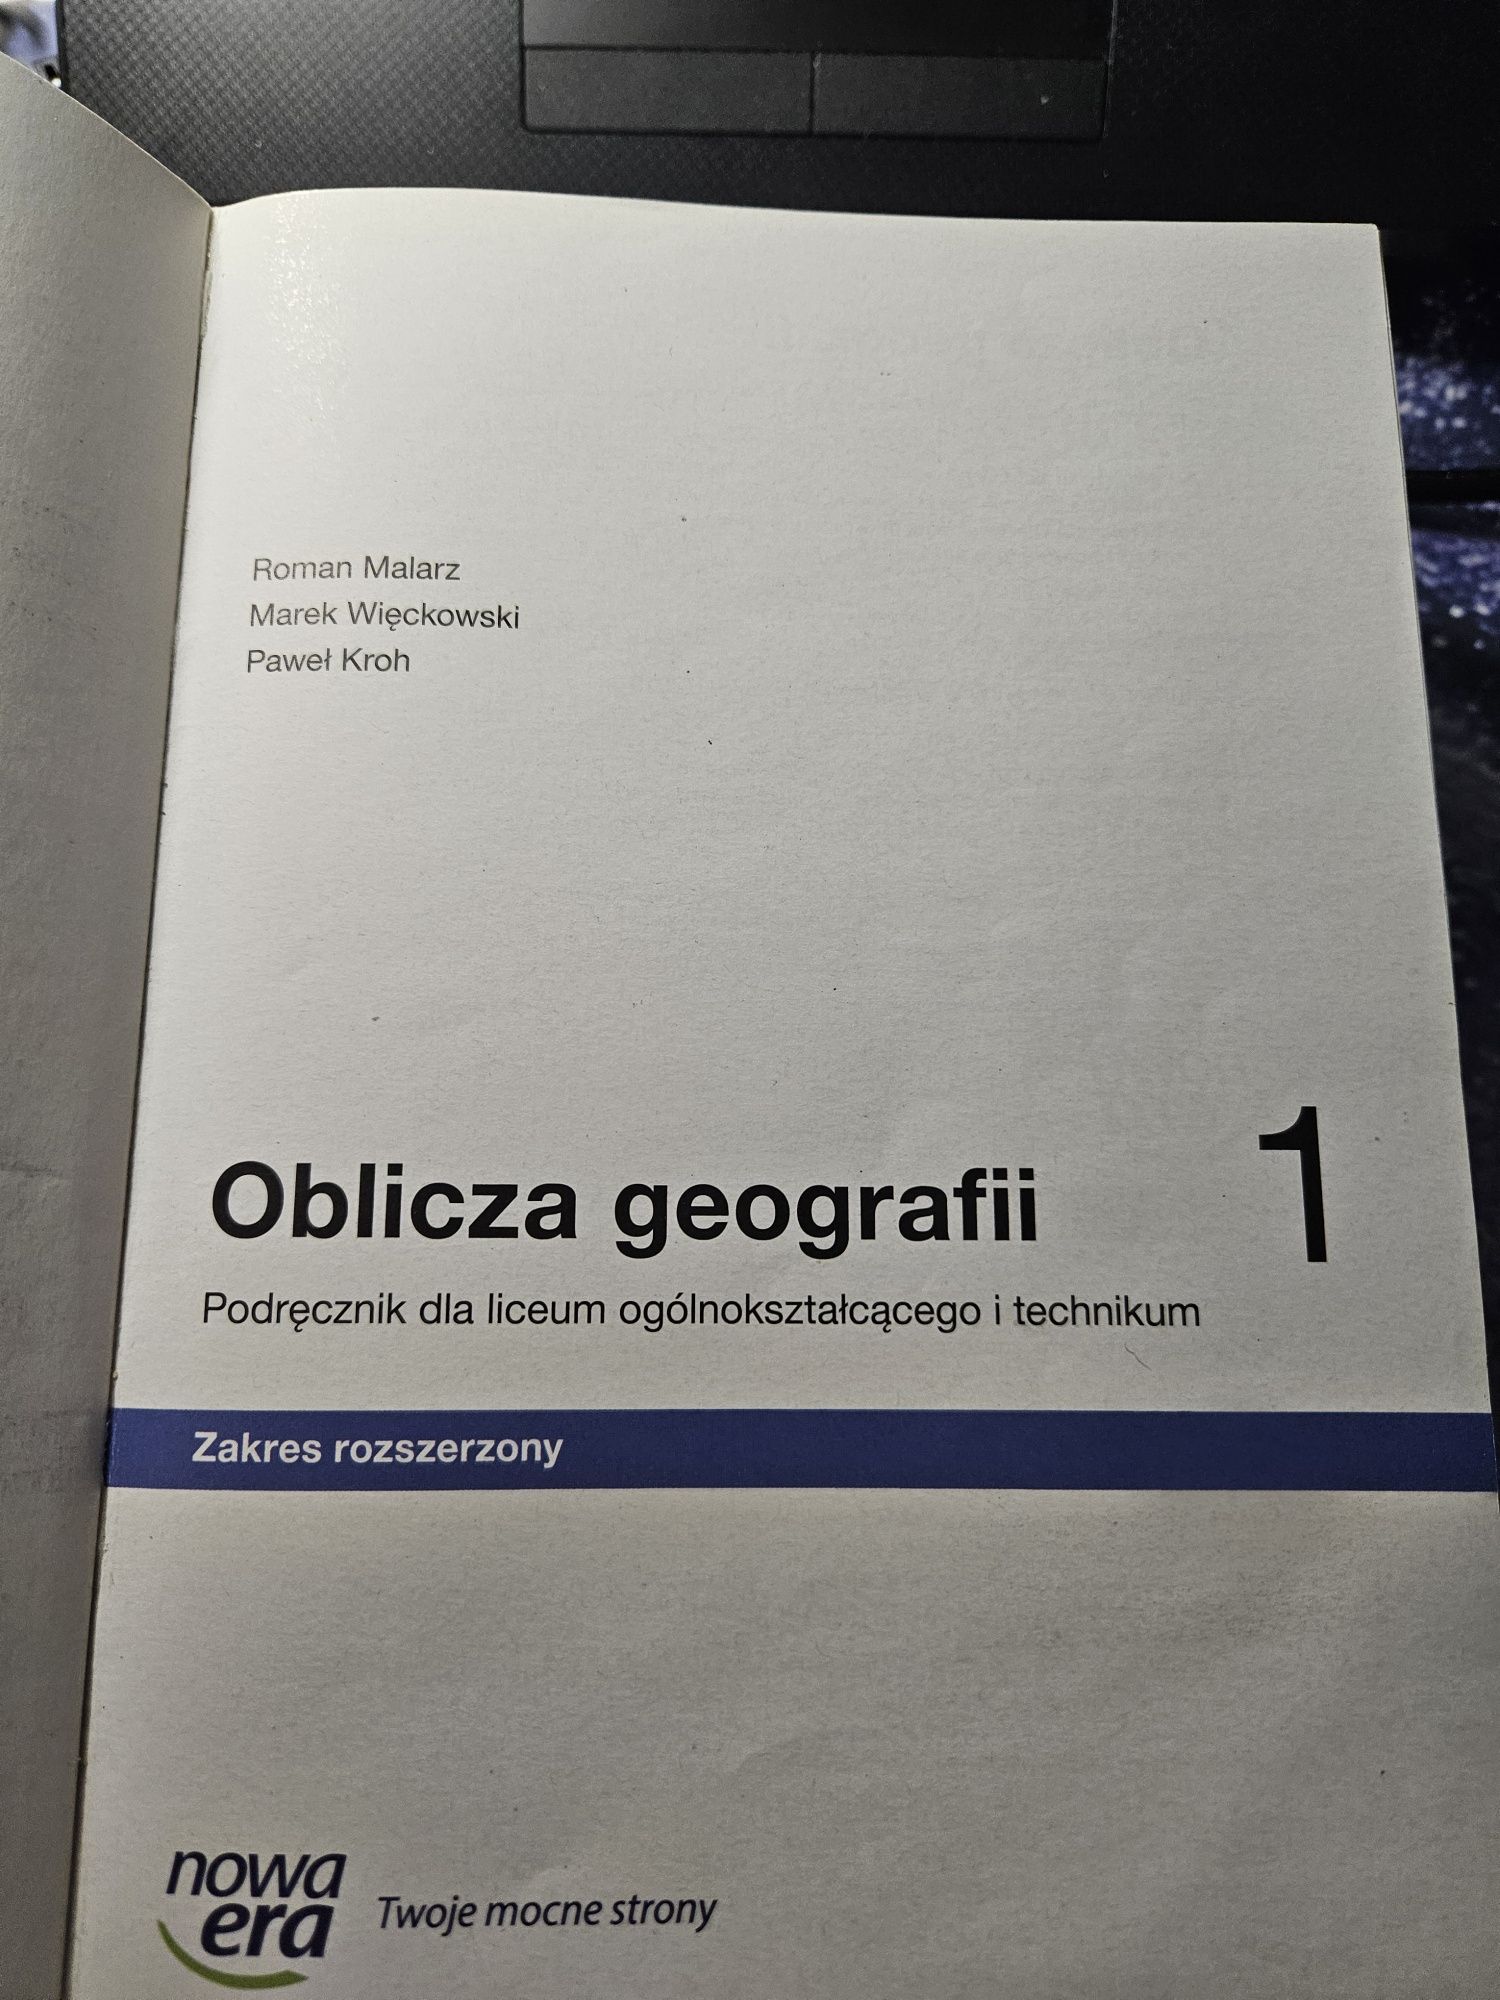 Roman Malarz
Marek Więckowski
Paweł Kroh
Oblicza geografii 1
Podręcznik dla liceum ogólnokształcącego i technikum
Zakres rozszerzony
nowa
era
Twoje mocne strony